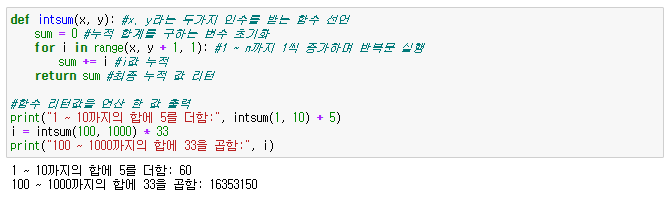 def intsum(x, y): #x, y라는 두가지 인수를 받는 함수 선언
    sum = 0 #누적 합계를 구하는 변수 초기화
    for i in range(x, y + 1, 1): #1 ~ n까지 1씩 증가하며 반복문 실행
        sum += i #i값 누적
    return sum #최종 누적 값 리턴

#함수 리턴값을 연산 한 값 출력
print("1 ~ 10까지의 합에 5를 더함:", intsum(1, 10) + 5)
i = intsum(100, 1000) * 33
print("100 ~ 1000까지의 합에 33을 곱함:", i)
1 ~ 10까지의 합에 5를 더함: 60
100 ~ 1000까지의 합에 33을 곱함: 16353150